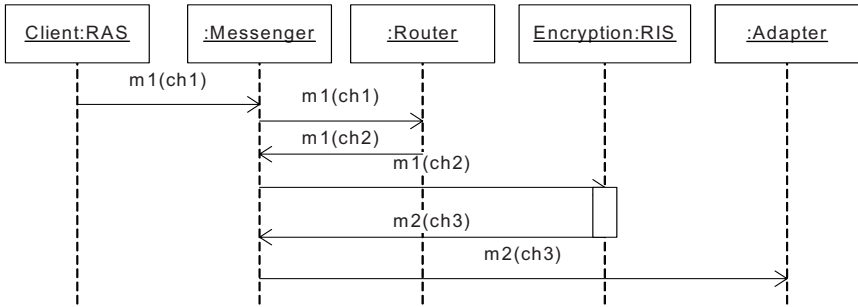 Client:RAS :Messenger :Router Encryption:RIS :Adapter
m1(ch1)
m1(ch1)
m1(ch2)
m1(ch2)
m2(ch3)
m2(ch3)